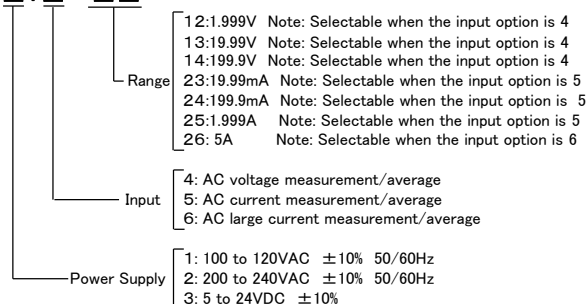 12:1.999V Note: Selectable when the input option is 4
13:19.99V Note: Selectable when the input option is 4
14:199.9V Note: Selectable when the input option is 4
Range 23:19.99mA Note: Selectable when the input option is 5
24:199.9mA Note: Selectable when the input option is 5
25:1.999A Note: Selectable when the input option is 5
26: 5A Note: Selectable when the input option is 6
4: AC voltage measurement/average
Input 5: AC current measurement/average
6: AC large current measurement/average
1: 100 to 120VAC ±10% 50/60Hz
Power Supply 2: 200 to 240VAC ±10% 50/60Hz
3: 5 to 24VDC ±10%